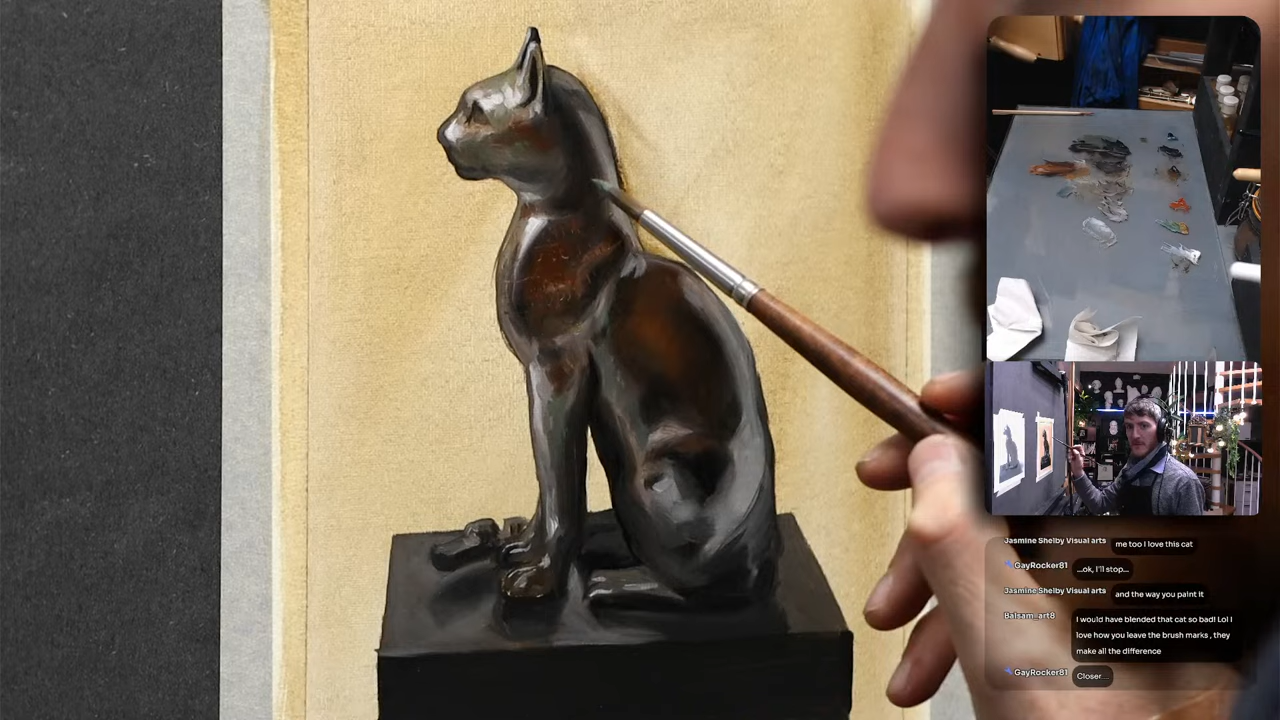 Jasmine Shelby Visual arts me too I love this cat
GayRocker81 ...ok, I'll stop...
Jasmine Shelby Visual arts and the way you paint it
Balsam_art8 I would have blended that cat so bad! Lol I
love how you leave the brush marks , they
make all the difference
GayRocker81 Closer...